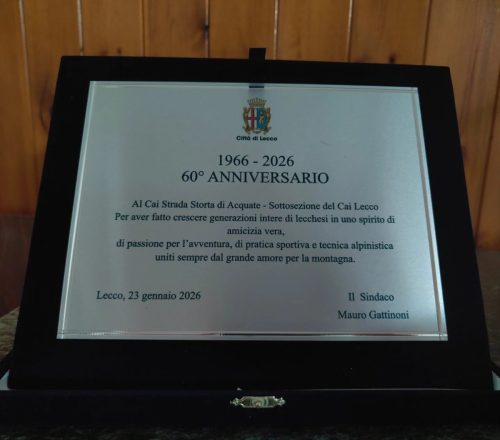 Città di Lecco
1966 - 2026
60° ANNIVERSARIO
Al Cai Strada Storta di Acquate - Sottosezione del Cai Lecco
Per aver fatto crescere generazioni intere di lecchesi in uno spirito di
amicizia vera,
di passione per l'avventura, di pratica sportiva e tecnica alpinistica
uniti sempre dal grande amore per la montagna.
Lecco, 23 gennaio 2026
Il Sindaco
Mauro Gattinoni